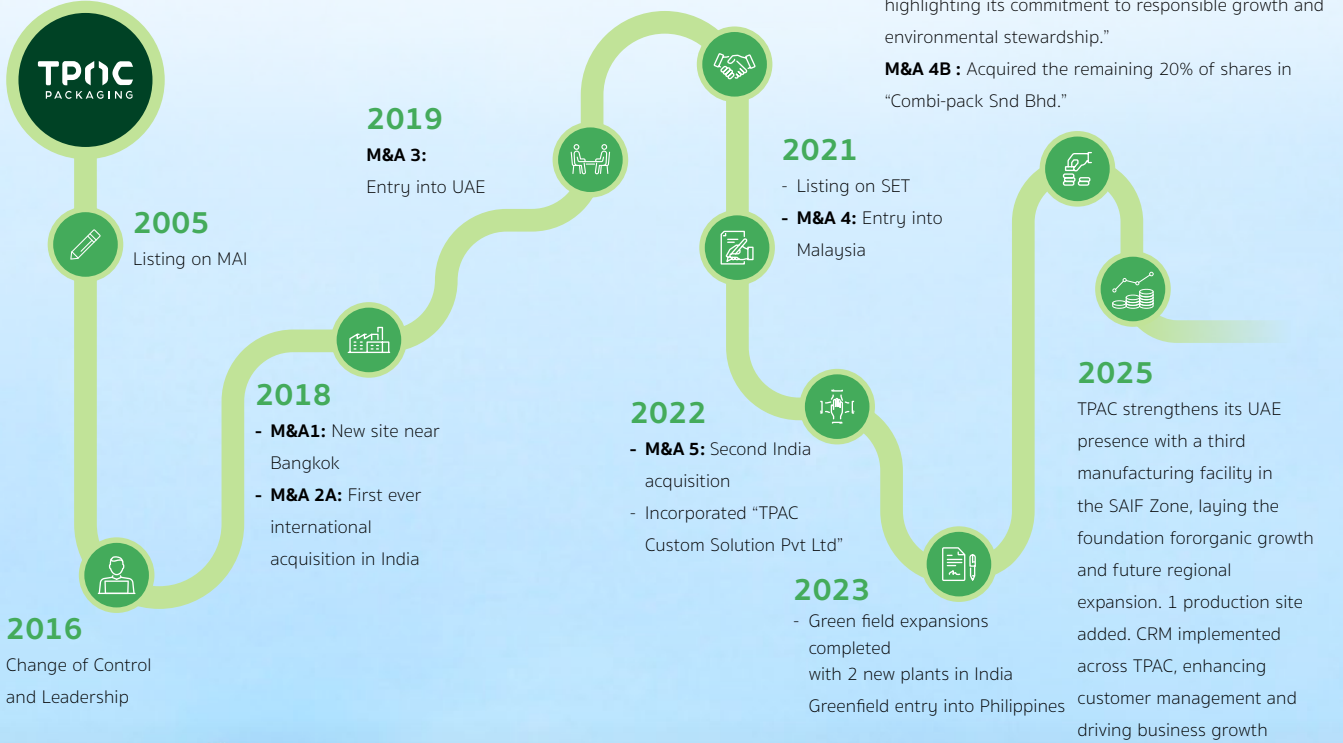 TPAC
PACKAGING
2005
Listing on MAI
2016
Change of Control
and Leadership
2018
- M&A1: New site near
Bangkok
- M&A 2A: First ever
international
acquisition in India
2019
M&A 3:
Entry into UAE
2021
- Listing on SET
- M&A 4: Entry into
Malaysia
2022
- M&A 5: Second India
acquisition
- Incorporated “TPAC
Custom Solution Pvt Ltd”
2023
- Green field expansions
completed
with 2 new plants in India
Greenfield entry into Philippines
highlighting its commitment to responsible growth and
environmental stewardship.”
M&A 4B : Acquired the remaining 20% of shares in
“Combi-pack Snd Bhd.”
2025
TPAC strengthens its UAE
presence with a third
manufacturing facility in
the SAIF Zone, laying the
foundation fororganic growth
and future regional
expansion. 1 production site
added. CRM implemented
across TPAC, enhancing
customer management and
driving business growth